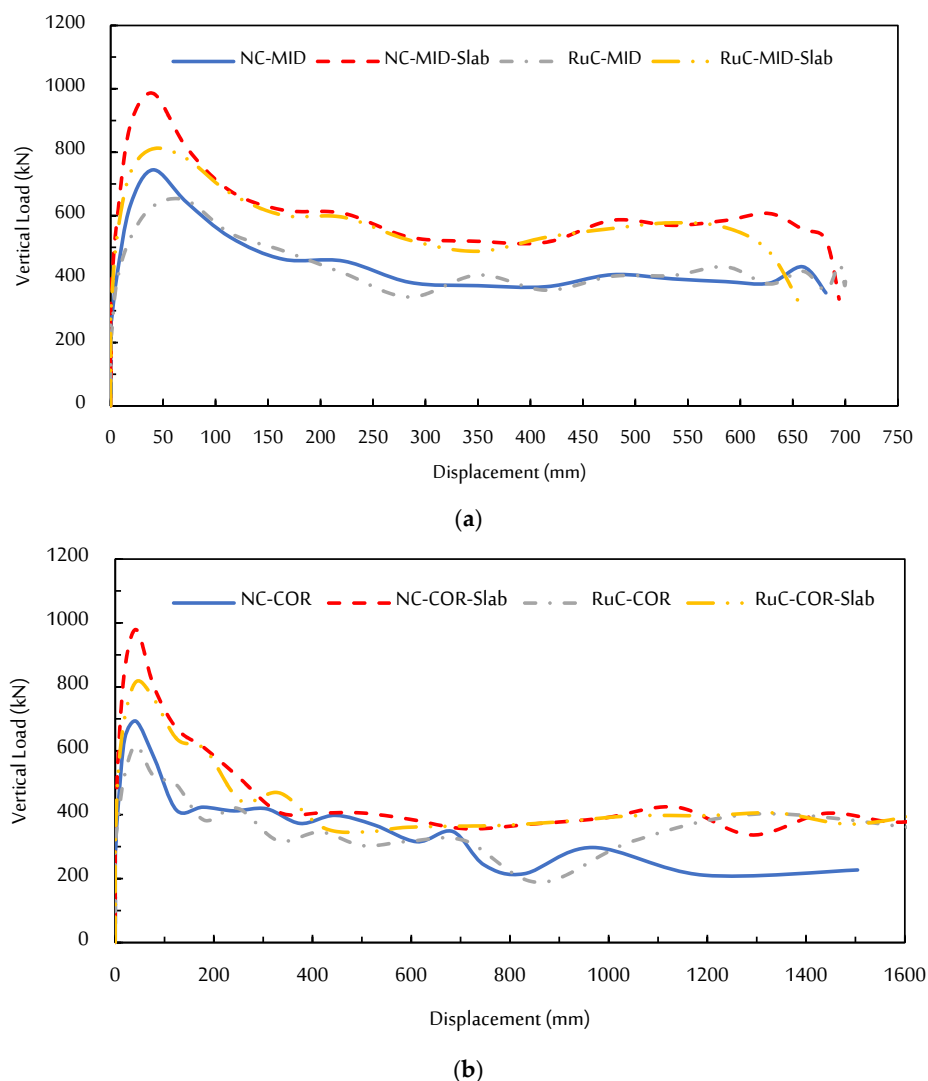 1200
1000
800
600
400
200
0
Vertical Load (kN)
NC-MID NC-MID-Slab RuC-MID RuC-MID-Slab
0 50 100 150 200 250 300 350 400 450 500 550 600 650 700 750
Displacement (mm)
(a)
1200
1000
800
600
400
200
0
Vertical Load (kN)
NC-COR NC-COR-Slab RuC-COR RuC-COR-Slab
0 200 400 600 800 1000 1200 1400 1600
Displacement (mm)
(b)